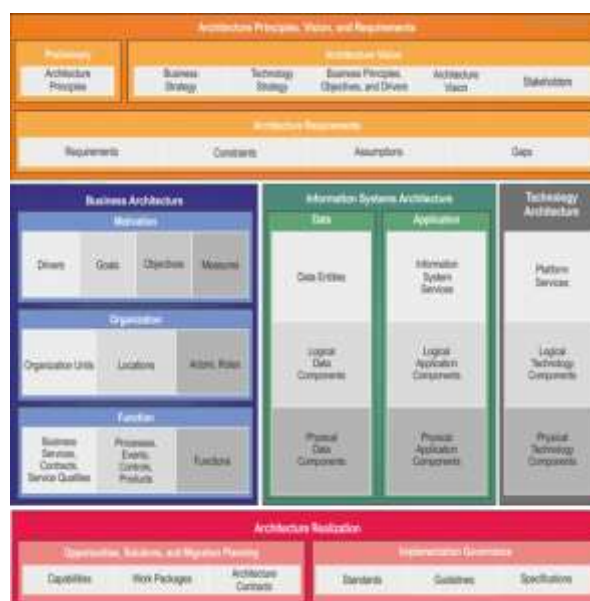 Architecture Principles, Vision, and Requirements
Preliminary
Architecture Vision
Architecture
Principles
Business
Strategy
Technology
Strategy
Business Principles,
Objectives, and Drivers
Architecture
Vision
Stakeholders
Architecture Requirements
Requirements
Constraints
Assumptions
Gaps
Business Architecture
Motivation
Drivers
Goals
Objectives
Measures
Organization
Organization Units
Locations
Actors, Roles
Function
Business
Services,
Contracts,
Service Qualities
Processes,
Events,
Controls,
Products
Functions
Information Systems Architecture
Data
Application
Data Entities
Information
System
Services
Logical
Data
Components
Logical
Application
Components
Physical
Data
Components
Physical
Application
Components
Technology
Architecture
Platform
Services
Logical
Technology
Components
Physical
Technology
Components
Architecture Realization
Opportunities, Solutions, and Migration Planning
Capabilities
Work Packages
Architecture
Contracts
Implementation Governance
Standards
Guidelines
Specifications